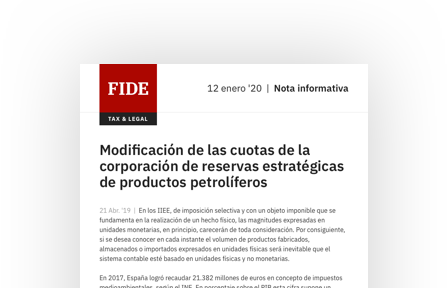 FIDE
TAX & LEGAL
12 enero '20 | Nota informativa
Modificación de las cuotas de la
corporación de reservas estratégicas
de productos petrolíferos
21 Abr. '19 | En los IIEE, de imposición selectiva y con un objeto imponible que se
fundamenta en la realización de un hecho físico, las magnitudes expresadas en
unidades monetarias, en principio, carecerán de toda consideración. Por consiguiente,
si se desea conocer en cada instante el volumen de productos fabricados,
almacenados o importados expresados en unidades físicas será inevitable que el
sistema contable esté basado en unidades físicas y no monetarias.
En 2017, España logró recaudar 21.382 millones de euros en concepto de impuestos
medioambientales, según el INE. En porcentaje sobre el PIB esta cifra supone un